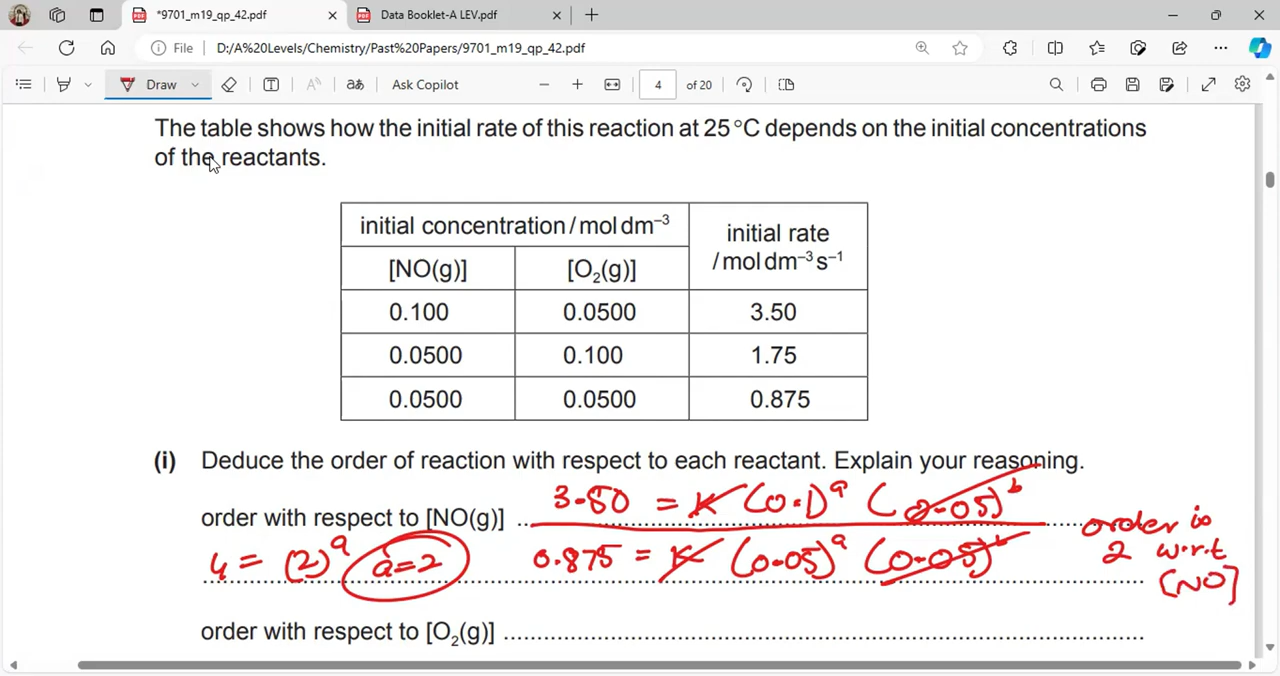 *9701_m19_qp_42.pdf
Data Booklet-A LEV.pdf
File D:/A%20Levels/Chemistry/Past%20Papers/9701_m19_qp_42.pdf
Draw
aあ
Ask Copilot
4 of 20
The table shows how the initial rate of this reaction at 25 °C depends on the initial concentrations
of the reactants.
initial concentration / mol dm⁻³
initial rate
/ mol dm⁻³ s⁻¹
[NO(g)] [O₂(g)]
0.100 0.0500 3.50
0.0500 0.100 1.75
0.0500 0.0500 0.875
(i) Deduce the order of reaction with respect to each reactant. Explain your reasoning.
3.50 = K (0.1)ᵃ (0.05)ᵇ
order with respect to [NO(g)]
order is
2 w.r.t
[NO]
4 = (2)ᵃ a=2 0.875 = K (0.05)ᵃ (0.05)ᵇ
order with respect to [O₂(g)]